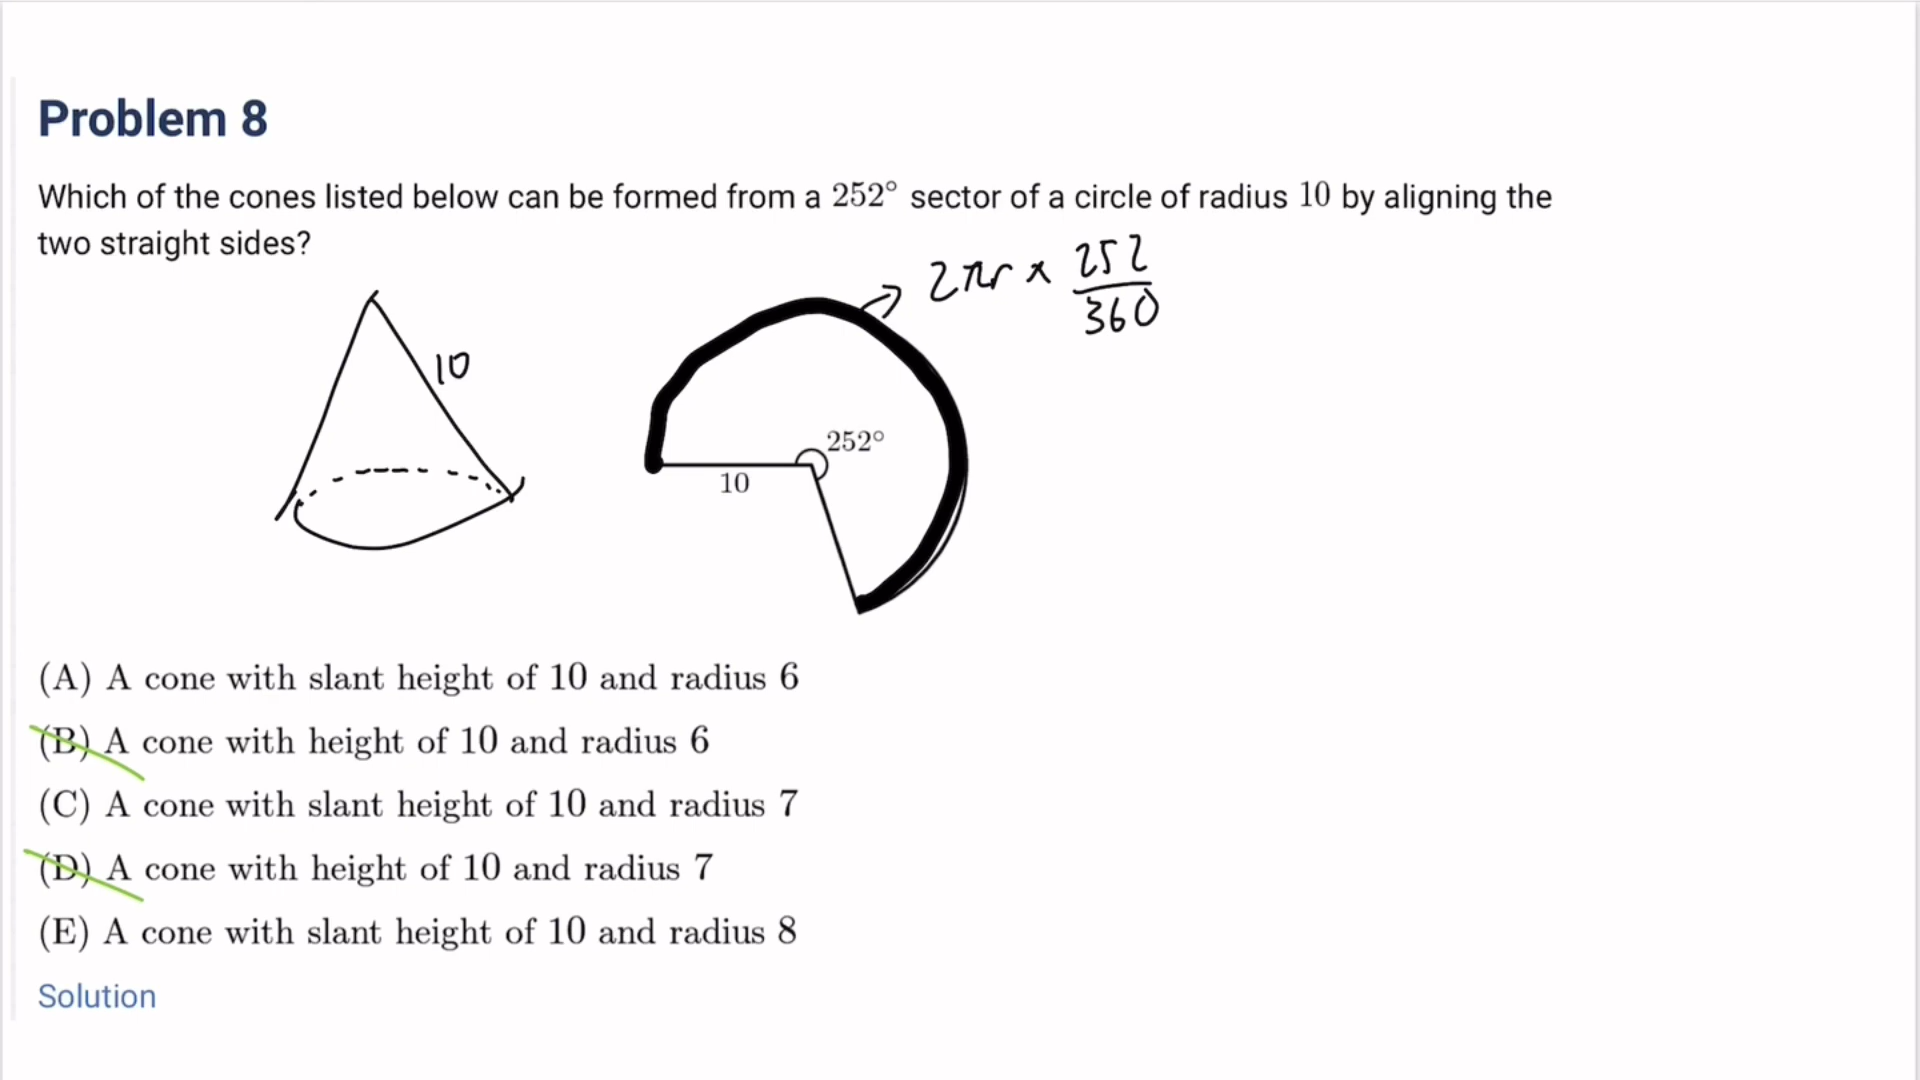 Problem 8
Which of the cones listed below can be formed from a 252° sector of a circle of radius 10 by aligning the
two straight sides?
2πr × 252/360
10
252°
10
(A) A cone with slant height of 10 and radius 6
(B) A cone with height of 10 and radius 6
(C) A cone with slant height of 10 and radius 7
(D) A cone with height of 10 and radius 7
(E) A cone with slant height of 10 and radius 8
Solution